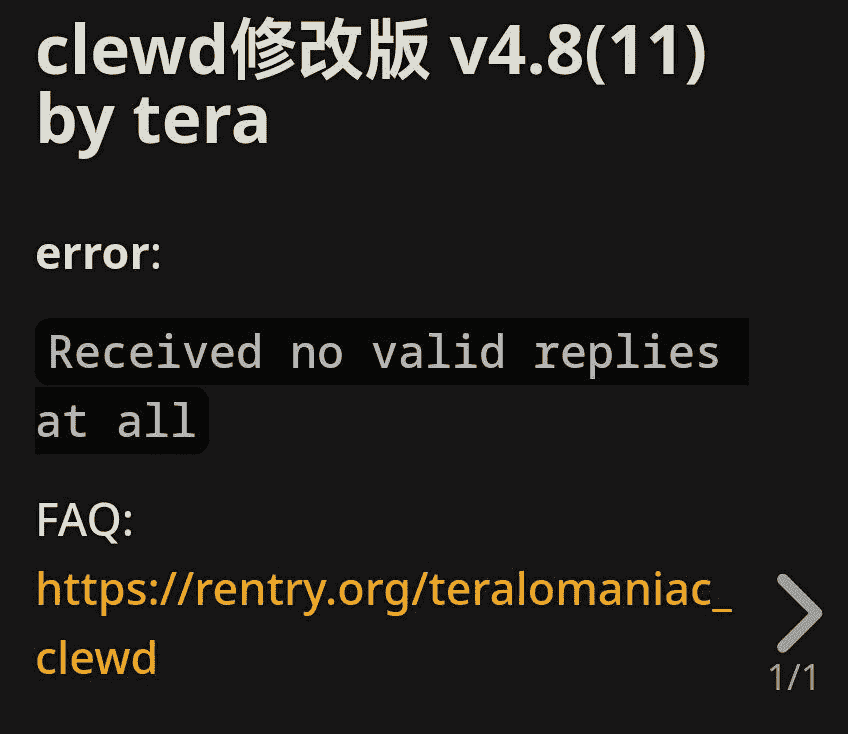 clewd修改版 v4.8(11)
by tera
error:
Received no valid replies
at all
FAQ:
https://rentry.org/teralomaniac_
clewd
1/1